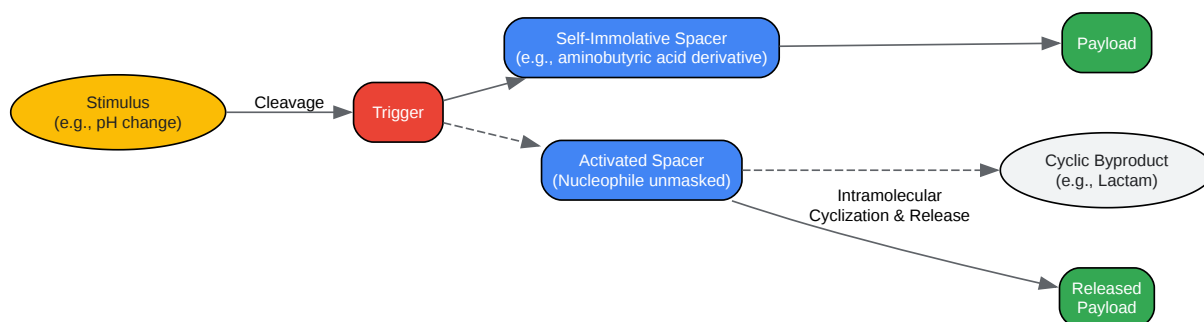 Self-Immolative Spacer
(e.g., aminobutyric acid derivative)
Payload
Stimulus
(e.g., pH change)
Cleavage
Trigger
Activated Spacer
(Nucleophile unmasked)
Cyclic Byproduct
(e.g., Lactam)
Intramolecular
Cyclization & Release
Released
Payload